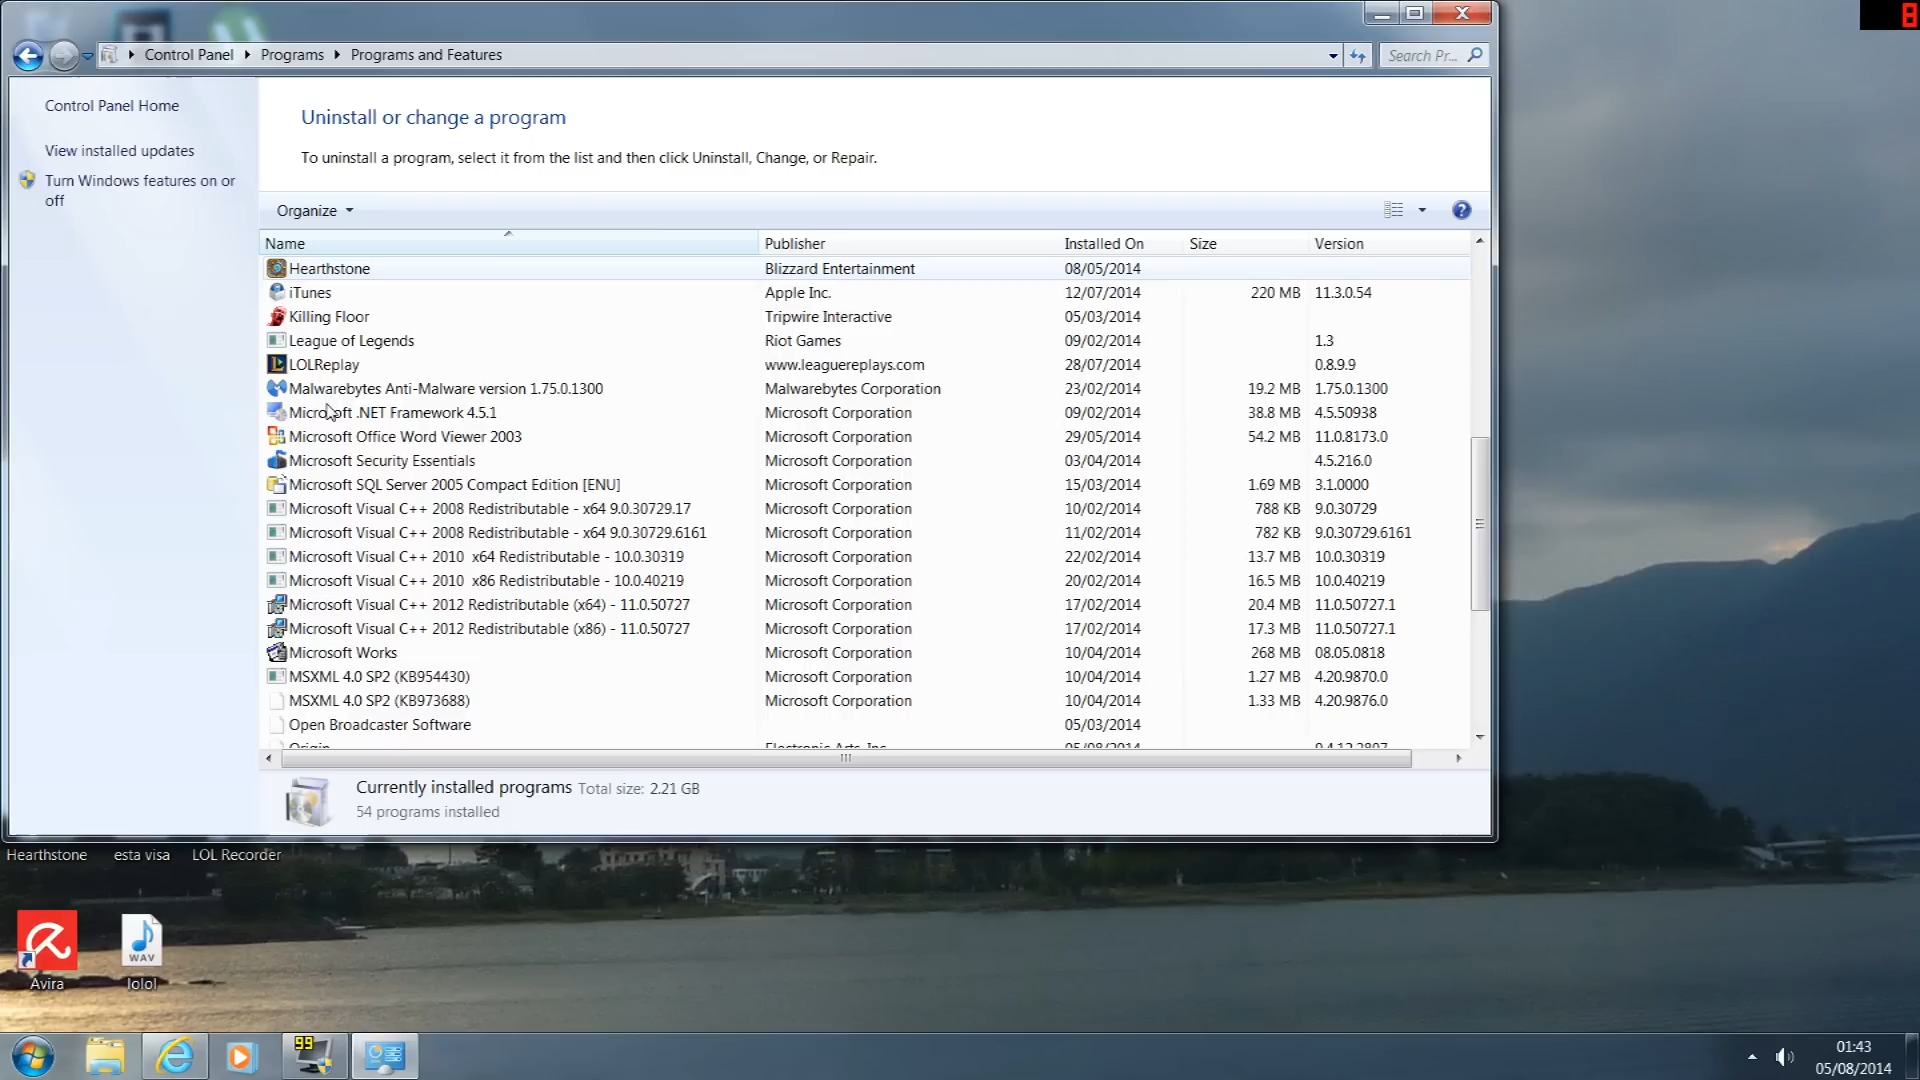 8
Control Panel Programs Programs and Features
Search Pr...
Control Panel Home
View installed updates
Turn Windows features on or
off
Uninstall or change a program
To uninstall a program, select it from the list and then click Uninstall, Change, or Repair.
Organize
Name Publisher Installed On Size Version
Hearthstone Blizzard Entertainment 08/05/2014
iTunes Apple Inc. 12/07/2014 220 MB 11.3.0.54
Killing Floor Tripwire Interactive 05/03/2014
League of Legends Riot Games 09/02/2014 1.3
LOLReplay www.leaguereplays.com 28/07/2014 0.8.9.9
Malwarebytes Anti-Malware version 1.75.0.1300 Malwarebytes Corporation 23/02/2014 19.2 MB 1.75.0.1300
Microsoft .NET Framework 4.5.1 Microsoft Corporation 09/02/2014 38.8 MB 4.5.50938
Microsoft Office Word Viewer 2003 Microsoft Corporation 29/05/2014 54.2 MB 11.0.8173.0
Microsoft Security Essentials Microsoft Corporation 03/04/2014 4.5.216.0
Microsoft SQL Server 2005 Compact Edition [ENU] Microsoft Corporation 15/03/2014 1.69 MB 3.1.0000
Microsoft Visual C++ 2008 Redistributable - x64 9.0.30729.17 Microsoft Corporation 10/02/2014 788 KB 9.0.30729
Microsoft Visual C++ 2008 Redistributable - x64 9.0.30729.6161 Microsoft Corporation 11/02/2014 782 KB 9.0.30729.6161
Microsoft Visual C++ 2010 x64 Redistributable - 10.0.30319 Microsoft Corporation 22/02/2014 13.7 MB 10.0.30319
Microsoft Visual C++ 2010 x86 Redistributable - 10.0.40219 Microsoft Corporation 20/02/2014 16.5 MB 10.0.40219
Microsoft Visual C++ 2012 Redistributable (x64) - 11.0.50727 Microsoft Corporation 17/02/2014 20.4 MB 11.0.50727.1
Microsoft Visual C++ 2012 Redistributable (x86) - 11.0.50727 Microsoft Corporation 17/02/2014 17.3 MB 11.0.50727.1
Microsoft Works Microsoft Corporation 10/04/2014 268 MB 08.05.0818
MSXML 4.0 SP2 (KB954430) Microsoft Corporation 10/04/2014 1.27 MB 4.20.9870.0
MSXML 4.0 SP2 (KB973688) Microsoft Corporation 10/04/2014 1.33 MB 4.20.9876.0
Open Broadcaster Software 05/03/2014
Origin Electronic Arts, Inc. 05/08/2014 9.4.12.2807
Currently installed programs Total size: 2.21 GB
54 programs installed
Hearthstone esta visa LOL Recorder
WAV
Avira lolol
99
01:43
05/08/2014